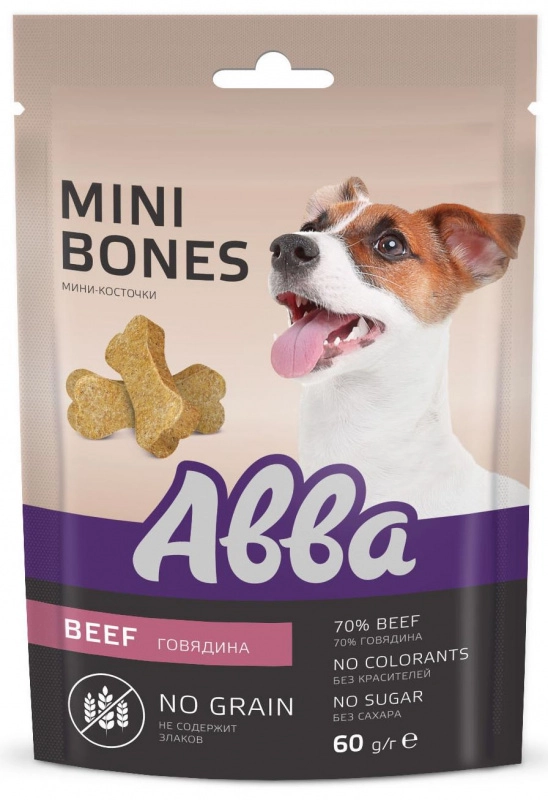 MINI
BONES
МИНИ-КОСТОЧКИ
Авва
BEEF ГОВЯДИНА
NO GRAIN
НЕ СОДЕРЖИТ
ЗЛАКОВ
70% BEEF
70% ГОВЯДИНА
NO COLORANTS
БЕЗ КРАСИТЕЛЕЙ
NO SUGAR
БЕЗ САХАРА
60 g/г ℮